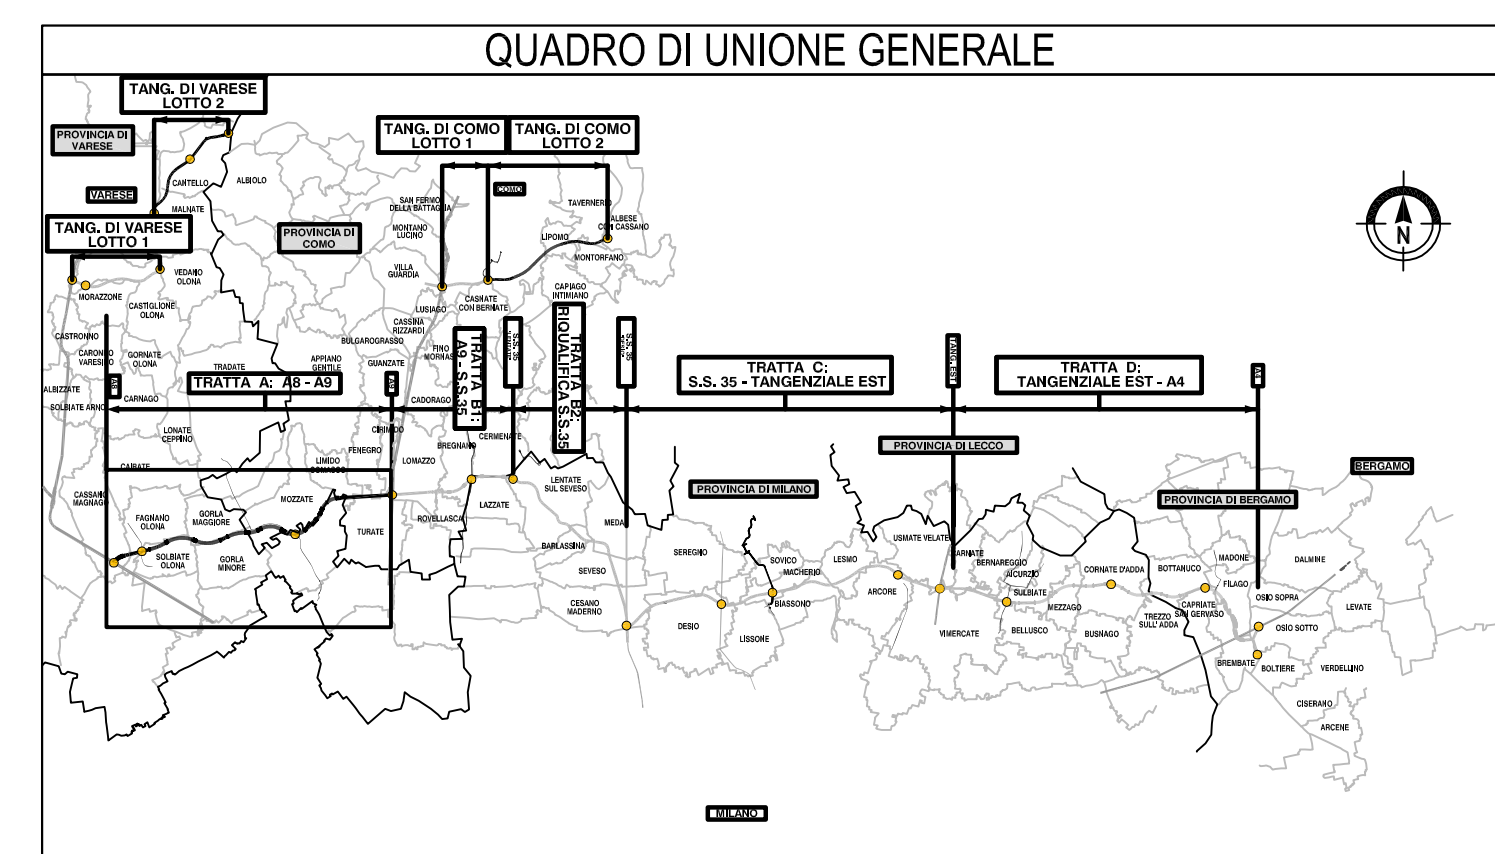 QUADRO DI UNIONE GENERALE
TANG. DI VARESE
LOTTO 2
PROVINCIA DI
VARESE
TANG. DI COMO
LOTTO 1
TANG. DI COMO
LOTTO 2
CANTELLO
ALBIOLO
VARESE
MALNATE
COMO
SAN FERMO
DELLA BATTAGLIA
TAVERNERIO
ALBESE
CON CASSANO
TANG. DI VARESE
LOTTO 1
PROVINCIA DI
COMO
MONTANO
LUCINO
LIPOMO
MONTORFANO
N
VEDANO
OLONA
VILLA
GUARDIA
MORAZZONE
CASTIGLIONE
OLONA
LUSIAGO
CASNATE
CON BERNATE
CAPIAGO
INTIMIANO
CASTRONNO
CASSINA
RIZZARDI
BULGAROGRASSO
CARONNO
VARESINO
GORNATE
OLONA
TRADATE
APPIANO
GENTILE
GUANZATE
FINO
MORNASCO
TRATTA B1:
A9 - S.S.35
S.S. 35
TRATTA B2:
RIQUALIFICA S.S.35
S.S. 35
TANG. EST
A4
ALBIZZATE
A8
TRATTA A: A8 - A9
A9
TRATTA C:
S.S. 35 - TANGENZIALE EST
TRATTA D:
TANGENZIALE EST - A4
SOLBIATE ARNO
CARNAGO
CADORAGO
LONATE
CEPPINO
CIRIMIDO
CERMENATE
BREGNANO
FENEGRO
PROVINCIA DI LECCO
CAIRATE
LIMIDO
COMASCO
LOMAZZO
BERGAMO
CASSANO
MAGNAGO
MOZZATE
LENTATE
SUL SEVESO
PROVINCIA DI MILANO
PROVINCIA DI BERGAMO
FAGNANO
OLONA
GORLA
MAGGIORE
TURATE
ROVELLASCA
LAZZATE
MEDA
SOLBIATE
OLONA
GORLA
MINORE
BARLASSINA
SEREGNO
USMATE VELATE
CARNATE
BERNAREGGIO
SEVESO
SOVICO
MACHERIO
LESMO
AICURZIO
CORNATE D'ADDA
BOTTANUCO
MADONE
DALMINE
CESANO
MADERNO
BIASSONO
ARCORE
SULBIATE
MEZZAGO
FILAGO
CAPRIATE
SAN GERVASO
OSIO SOPRA
LEVATE
DESIO
LISSONE
VIMERCATE
BELLUSCO
BUSNAGO
TREZZO
SULL' ADDA
OSIO SOTTO
BREMBATE
BOLTIERE
VERDELLINO
CISERANO
ARCENE
MILANO